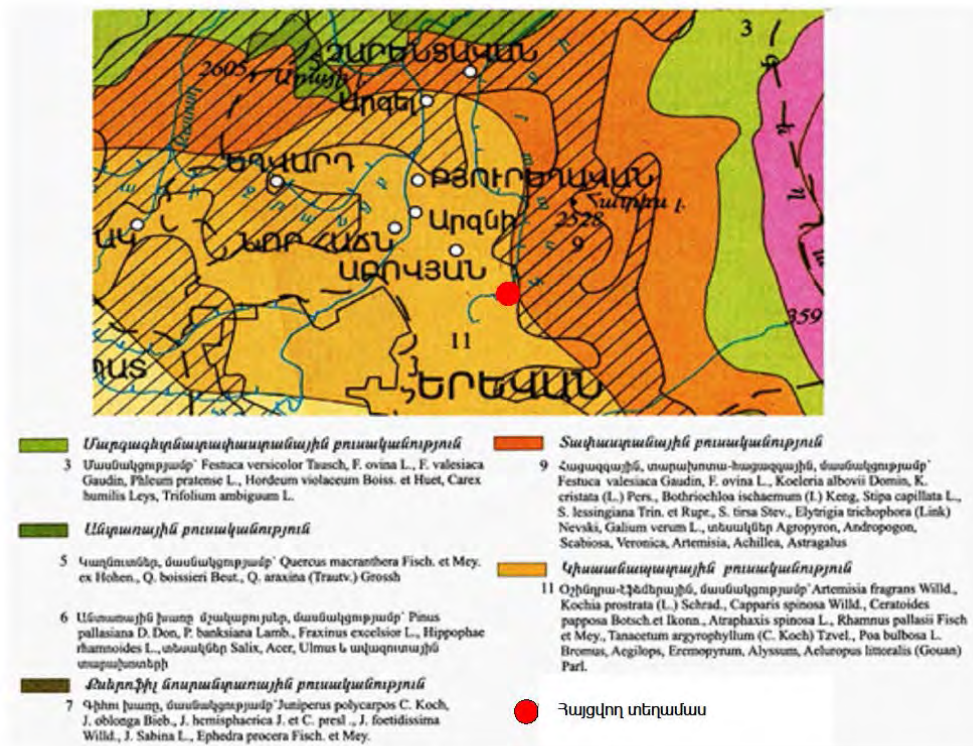 3
ՉԱՐԵՆՑԱՎԱՆ
2605 Արայի լ.
5
Արզել
Քասախ
ԵՂՎԱՐԴ
ԲՅՈՒՐԵՂԱՎԱՆ
Հատիս լ.
2528
Արզնի
9
ԱԿ
ՆՈՐ ՀԱՃՆ
ԱԲՈՎՅԱՆ
359
11
ՊԱՏ
ԵՐԵՎԱՆ
Մարգագետնատափաստանային բուսականություն
3 Մասնակցությամբ՝ Festuca versicolor Tausch, F. ovina L., F. valesiaca
Gaudin, Phleum pratense L., Hordeum violaceum Boiss. et Huet, Carex
humilis Leys, Trifolium ambiguum L.
Անտառային բուսականություն
5 Կաղնուտներ, մասնակցությամբ՝ Quercus macranthera Fisch. et Mey.
ex Hohen., Q. boissieri Beut., Q. araxina (Trautv.) Grossh
6 Անտառային խառը մշակաբույսեր, մասնակցությամբ՝ Pinus
pallasiana D. Don, P. banksiana Lamb., Fraxinus excelsior L., Hippophae
rhamnoides L., տեսակներ Salix, Acer, Ulmus և ավազուտային
տարախոտերի
Քսերոֆիլ նոսրանտառային բուսականություն
7 Գիհու խառը, մասնակցությամբ՝ Juniperus polycarpos C. Koch,
J. oblonga Bieb., J. hemisphaerica J. et C. presl ., J. foetidissima
Willd., J. Sabina L., Ephedra procera Fisch. et Mey.
Տափաստանային բուսականություն
9 Հացազգային, տարախոտա-հացազգային, մասնակցությամբ՝
Festuca valesiaca Gaudin, F. ovina L., Koeleria albovii Domin, K.
cristata (L.) Pers., Bothriochloa ischaemum (L) Keng, Stipa capillata L.,
S. lessingiana Trin. et Rupr., S. tirsa Stev., Elytrigia trichophora (Link)
Nevski, Galium verum L., տեսակներ Agropyron, Andropogon,
Scabiosa, Veronica, Artemisia, Achillea, Astragalus
Կիսաանապատային բուսականություն
11 Օշինդրա-էֆեմերային, մասնակցությամբ՝ Artemisia fragrans Willd.,
Kochia prostrata (L.) Schrad., Capparis spinosa Willd., Ceratoides
papposa Botsch.et Ikonn., Atraphaxis spinosa L., Rhamnus pallasii Fisch
et Mey., Tanacetum argyrophyllum (C. Koch) Tzvel., Poa bulbosa L.
Bromus, Aegilops, Eremopyrum, Alyssum, Aeluropus littoralis (Gouan)
Parl.
Հայցվող տեղամաս